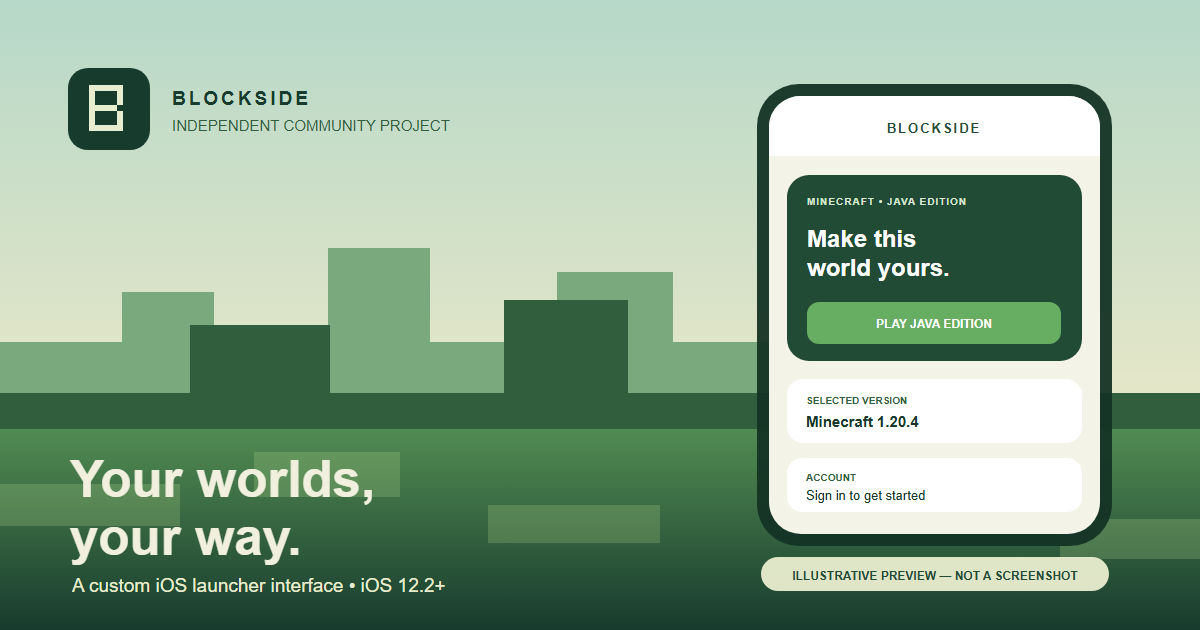 BLOCKSIDE
INDEPENDENT COMMUNITY PROJECT
Your worlds,
your way.
A custom iOS launcher interface • iOS 12.2+
BLOCKSIDE
MINECRAFT • JAVA EDITION
Make this
world yours.
PLAY JAVA EDITION
SELECTED VERSION
Minecraft 1.20.4
ACCOUNT
Sign in to get started
ILLUSTRATIVE PREVIEW — NOT A SCREENSHOT